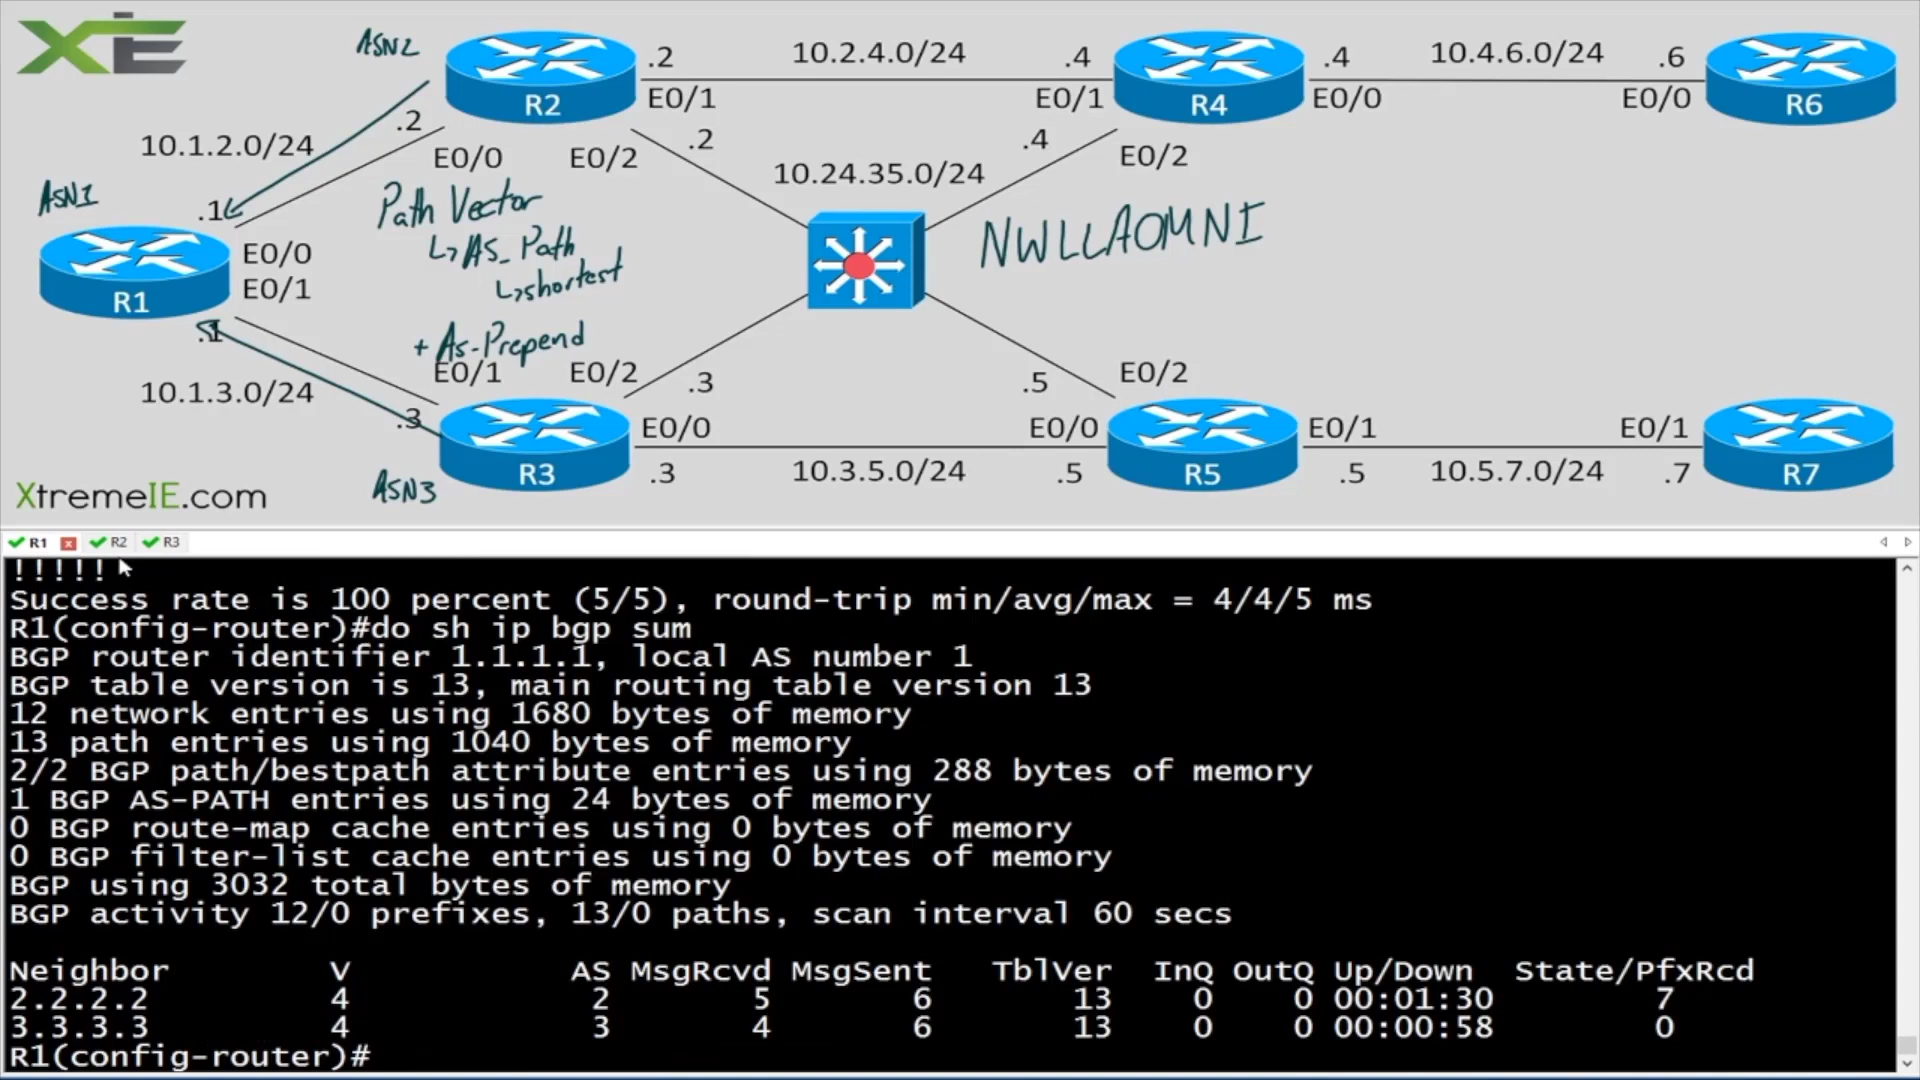 XIE
ASN2
R2
.2
10.2.4.0/24
.4
R4
.4
10.4.6.0/24
.6
R6
E0/1
E0/1
E0/0
E0/0
10.1.2.0/24
.2
E0/0
E0/2
.2
10.24.35.0/24
.4
E0/2
ASN1
.1
Path Vector
↳AS_Path
↳shortest
NWLLAOMNI
E0/0
E0/1
R1
.1
+ As-Prepend
E0/1
E0/2
.3
.5
E0/2
10.1.3.0/24
.3
E0/0
E0/0
E0/1
E0/1
R3
.3
10.3.5.0/24
.5
R5
.5
10.5.7.0/24
.7
R7
XtremeIE.com
ASN3
R1 R2 R3
!!!!!
Success rate is 100 percent (5/5), round-trip min/avg/max = 4/4/5 ms
R1(config-router)#do sh ip bgp sum
BGP router identifier 1.1.1.1, local AS number 1
BGP table version is 13, main routing table version 13
12 network entries using 1680 bytes of memory
13 path entries using 1040 bytes of memory
2/2 BGP path/bestpath attribute entries using 288 bytes of memory
1 BGP AS-PATH entries using 24 bytes of memory
0 BGP route-map cache entries using 0 bytes of memory
0 BGP filter-list cache entries using 0 bytes of memory
BGP using 3032 total bytes of memory
BGP activity 12/0 prefixes, 13/0 paths, scan interval 60 secs
Neighbor V AS MsgRcvd MsgSent TblVer InQ OutQ Up/Down State/PfxRcd
2.2.2.2 4 2 5 6 13 0 0 00:01:30 7
3.3.3.3 4 3 4 6 13 0 0 00:00:58 0
R1(config-router)#